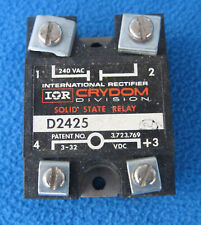 1 240 VAC 2
INTERNATIONAL RECTIFIER
IOR CRYDOM
DIVISION
SOLID STATE RELAY
D2425
PATENT NO. 3,723,769
4 3-32 VDC +3